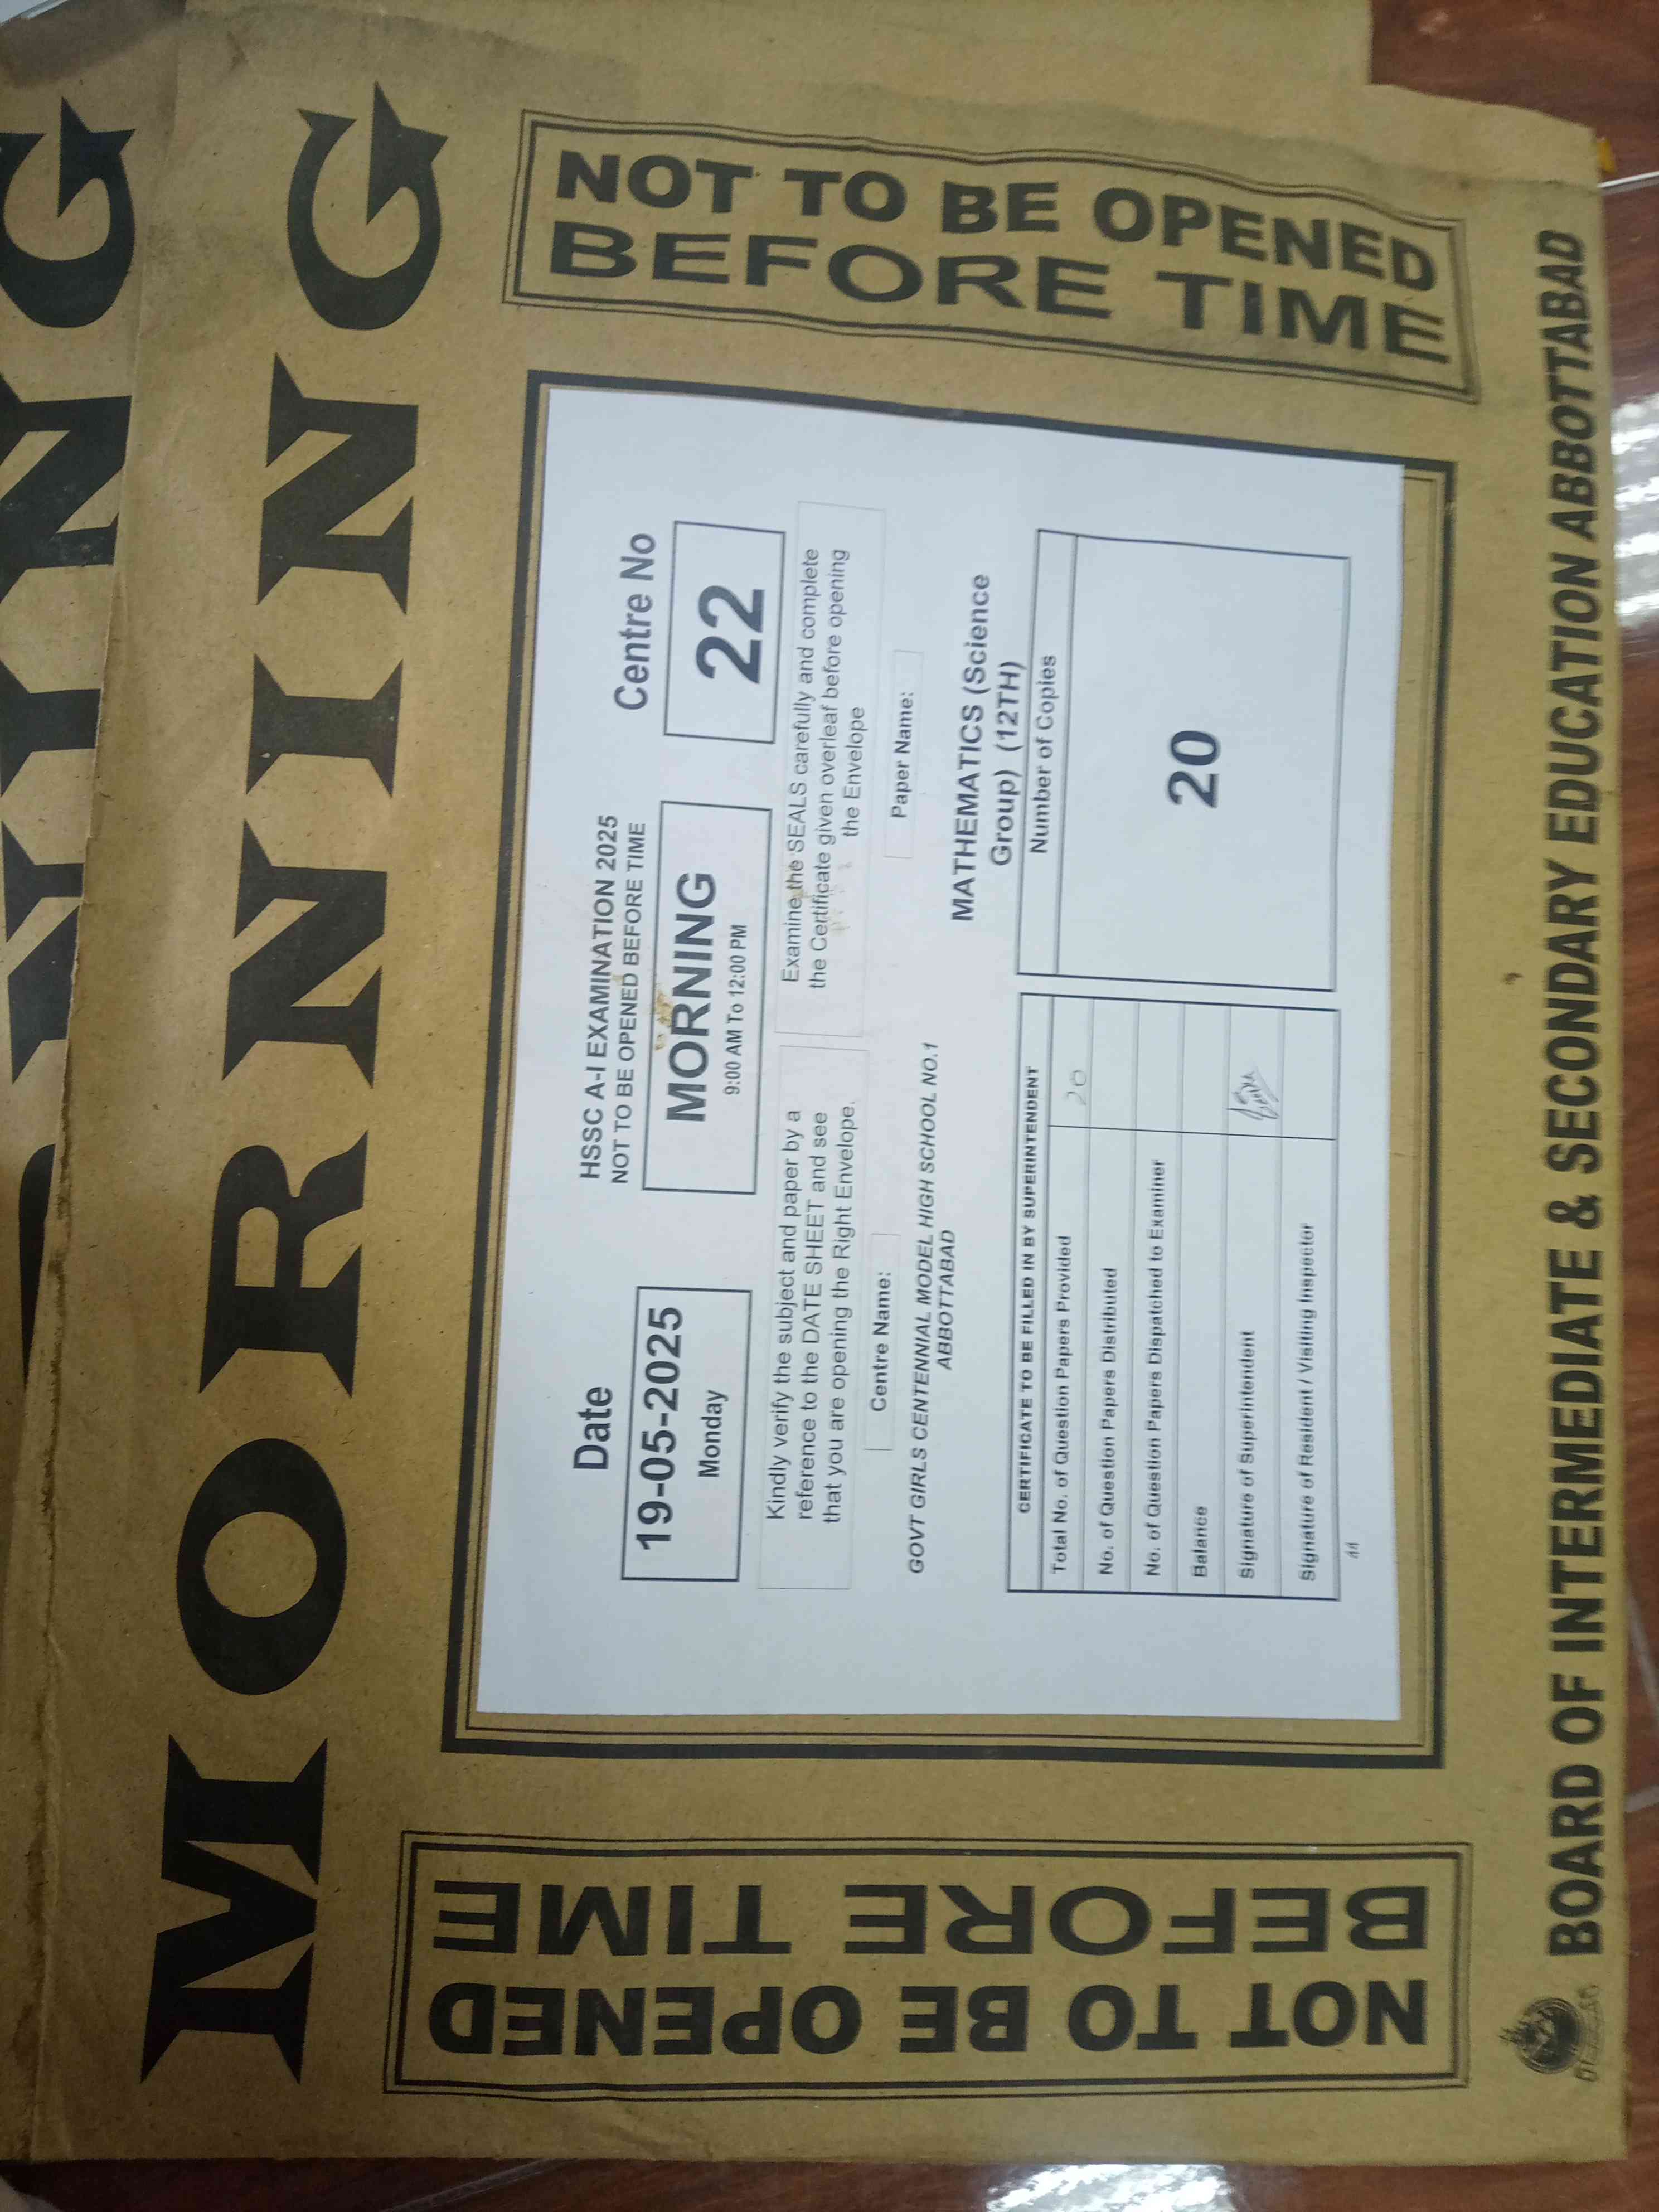 MORNING
NOT TO BE OPENED
BEFORE TIME
NOT TO BE OPENED
BEFORE TIME
HSSC A-I EXAMINATION 2025
NOT TO BE OPENED BEFORE TIME
Date
19-05-2025
Monday
MORNING
9:00 AM To 12:00 PM
Centre No
22
Kindly verify the subject and paper by a
reference to the DATE SHEET and see
that you are opening the Right Envelope.
Examine the SEALS carefully and complete
the Certificate given overleaf before opening
the Envelope
Centre Name:
GOVT GIRLS CENTENNIAL MODEL HIGH SCHOOL NO.1
ABBOTTABAD
Paper Name:
MATHEMATICS (Science
Group) (12TH)
CERTIFICATE TO BE FILLED IN BY SUPERINTENDENT
Total No. of Question Papers Provided 20
No. of Question Papers Distributed
No. of Question Papers Dispatched to Examiner
Balance
Signature of Superintendent
Signature of Resident / Visiting Inspector
44
Number of Copies
20
BOARD OF INTERMEDIATE & SECONDARY EDUCATION ABBOTTABAD